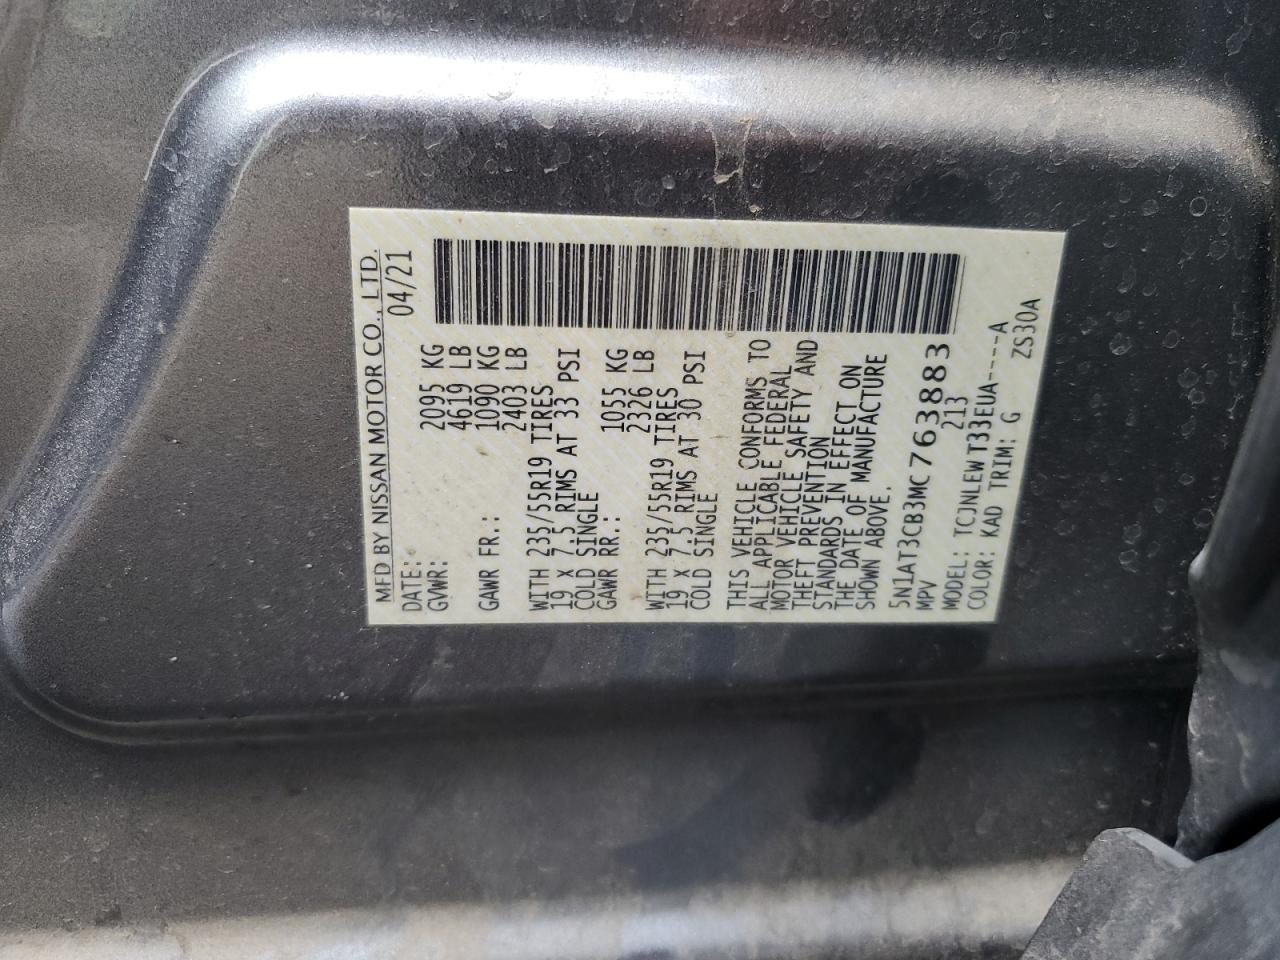 MFD BY NISSAN MOTOR CO., LTD.
DATE: 04/21
GVWR: 2095 KG
4619 LB
GAWR FR.: 1090 KG
2403 LB
WITH 235/55R19 TIRES
19 x 7.5 RIMS AT 33 PSI
COLD SINGLE
GAWR RR.: 1055 KG
2326 LB
WITH 235/55R19 TIRES
19 x 7.5 RIMS AT 30 PSI
COLD SINGLE
THIS VEHICLE CONFORMS TO
ALL APPLICABLE FEDERAL
MOTOR VEHICLE SAFETY AND
THEFT PREVENTION
STANDARDS IN EFFECT ON
THE DATE OF MANUFACTURE
SHOWN ABOVE.
5N1AT3CB3MC763883
MPV 213
MODEL: TCJNLEWT33EUA-----A
COLOR: KAD TRIM: G ZS30A